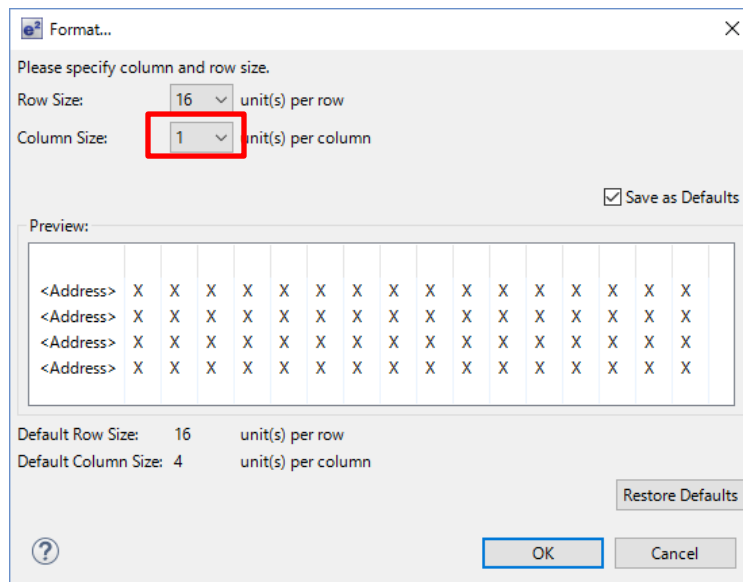 e² Format...
Please specify column and row size.
Row Size: 16 unit(s) per row
Column Size: 1 unit(s) per column
Save as Defaults
Preview:
<Address> X X X X X X X X X X X X X X X X
<Address> X X X X X X X X X X X X X X X X
<Address> X X X X X X X X X X X X X X X X
<Address> X X X X X X X X X X X X X X X X
Default Row Size: 16 unit(s) per row
Default Column Size: 4 unit(s) per column
Restore Defaults
? OK Cancel